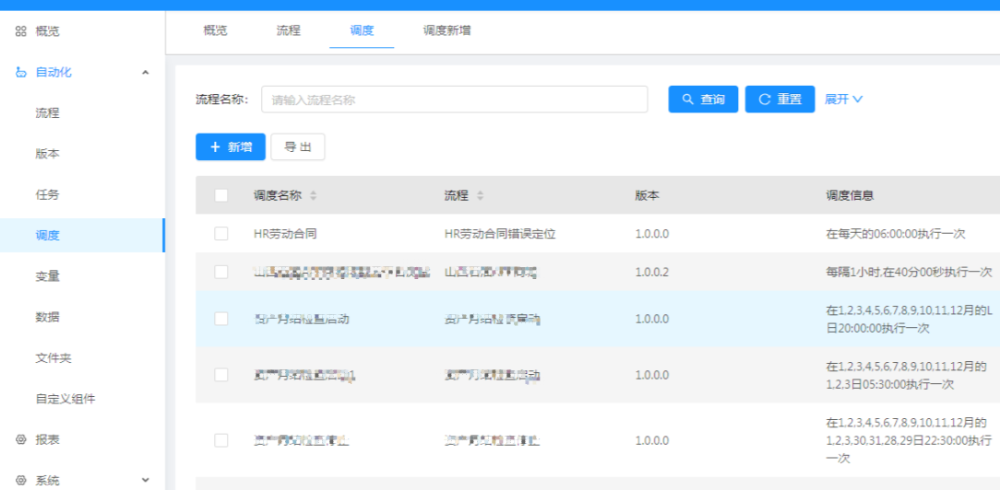 概览
概览 流程 调度 调度新增
自动化
流程名称： 请输入流程名称 查询 重置 展开
流程
新增 导出
版本
任务
调度名称 流程 版本 调度信息
调度
HR劳动合同 HR劳动合同错误定位 1.0.0.0 在每天的06:00:00执行一次
变量
1.0.0.2 每隔1小时,在40分00秒执行一次
数据
1.0.0.0 在1,2,3,4,5,6,7,8,9,10,11,12月的L
日20:00:00执行一次
文件夹
1.0.0.0 在1,2,3,4,5,6,7,8,9,10,11,12月的
1,2,3日05:30:00执行一次
自定义组件
报表
1.0.0.0 在1,2,3,4,5,6,7,8,9,10,11,12月的
1,2,3,30,31,28,29日22:30:00执行
一次
系统